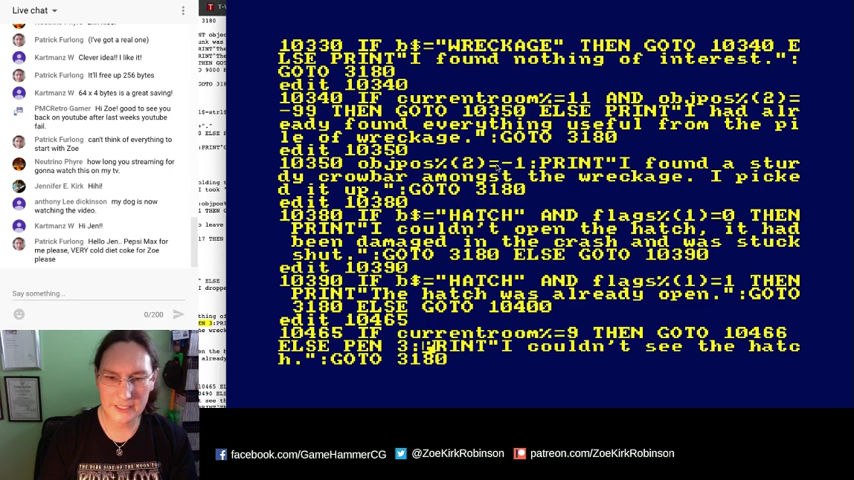 Live chat
Patrick Furlong (I've got a real one)
Kartmanz W Clever idea!! I like it!
Patrick Furlong It'll free up 256 bytes
Kartmanz W 64 x 4 bytes is a great saving!
PMCRetro Gamer Hi Zoe! good to see you
back on youtube after last weeks youtube
fail.
Patrick Furlong can't think of everything to
start with Zoe
Neutrino Phyre how long you streaming for
gonna watch this on my tv.
Jennifer E. Kirk Hihi!
anthony Lee dickinson my dog is now
watching the video.
Kartmanz W Hi Jen!!
Patrick Furlong Hello Jen.. Pepsi Max for
me please, VERY cold diet coke for Zoe
please
Say something...
0/200
3180
10330 IF b$="WRECKAGE" THEN GOTO 10340 E
LSE PRINT"I found nothing of interest.":
GOTO 3180
edit 10340
10340 IF currentroom%=11 AND objpos%(2)=
-99 THEN GOTO 10350 ELSE PRINT"I had alr
eady found everything useful from the pi
le of wreckage.":GOTO 3180
edit 10350
10350 objpos%(2)=-1:PRINT"I found a stur
dy crowbar amongst the wreckage. I picke
d it up.":GOTO 3180
edit 10380
10380 IF b$="HATCH" AND flags%(1)=0 THEN
PRINT"I couldn't open the hatch, it had
been damaged in the crash and was stuck
shut.":GOTO 3180 ELSE GOTO 10390
edit 10390
10390 IF b$="HATCH" AND flags%(1)=1 THEN
PRINT"The hatch was already open.":GOTO
3180 ELSE GOTO 10400
edit 10465
10465 IF currentroom%=9 THEN GOTO 10466
ELSE PEN 3:PRINT"I couldn't see the hatc
h.":GOTO 3180
facebook.com/GameHammerCG @ZoeKirkRobinson patreon.com/ZoeKirkRobinson